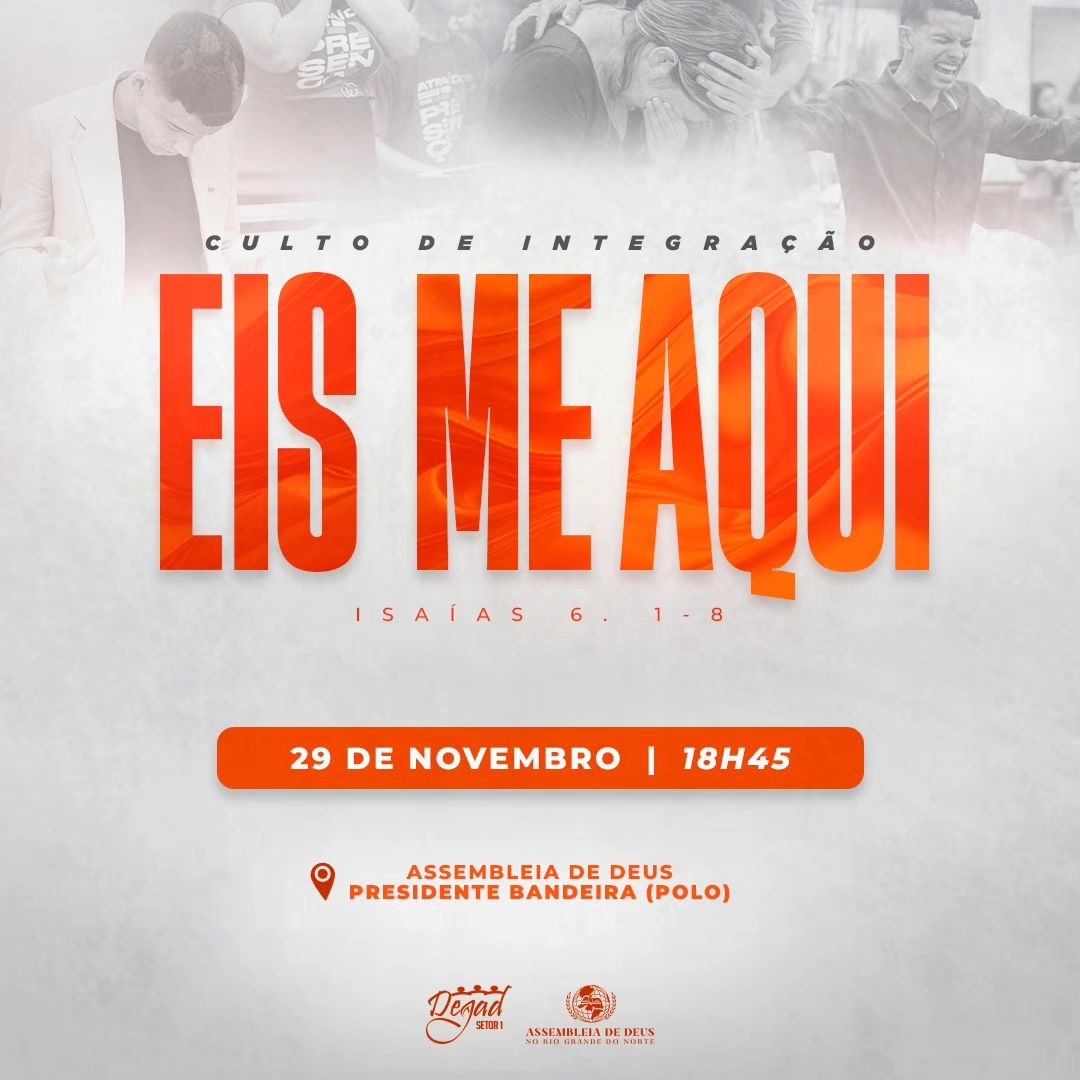 CULTO DE INTEGRAÇÃO
EIS ME AQUI
ISAÍAS 6. 1-8
29 DE NOVEMBRO | 18H45
ASSEMBLEIA DE DEUS
PRESIDENTE BANDEIRA (POLO)
Dejad
SETOR 1
ASSEMBLEIA DE DEUS
NO RIO GRANDE DO NORTE